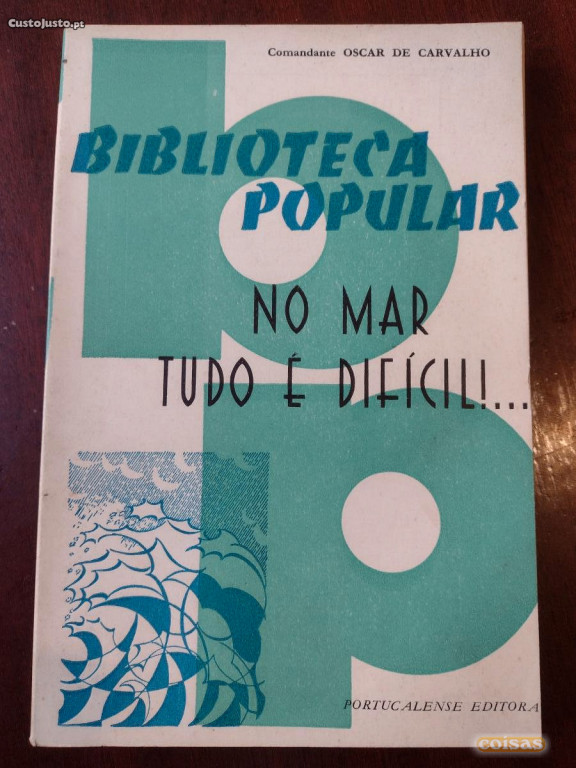 CustoJusto.pt
Comandante OSCAR DE CARVALHO
BIBLIOTECA
POPULAR
NO MAR
TUDO É DIFÍCIL!...
PORTUCALENSE EDITORA
coisas